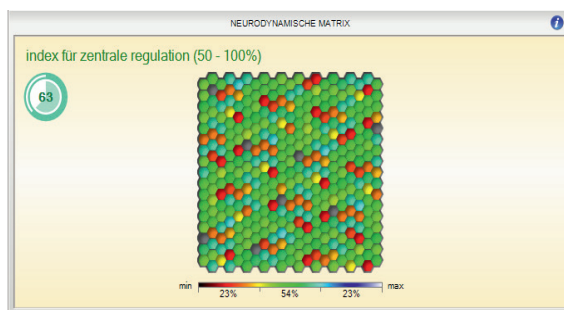 NEURODYNAMISCHE MATRIX
i
index für zentrale regulation (50 - 100%)
63
min
max
23%
54%
23%